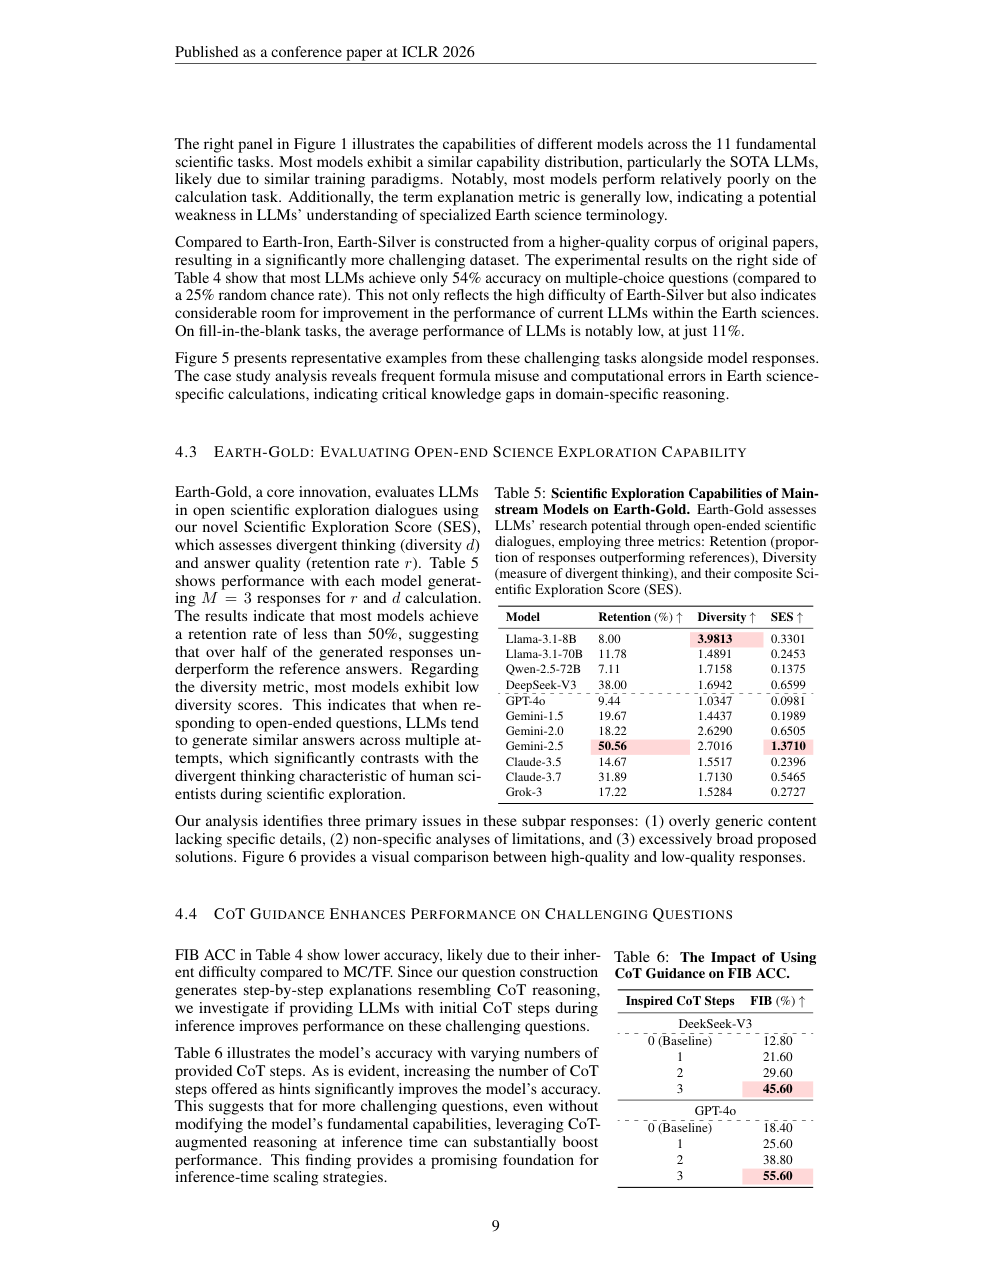 Published as a conference paper at ICLR 2026
The right panel in Figure 1 illustrates the capabilities of different models across the 11 fundamental
scientific tasks. Most models exhibit a similar capability distribution, particularly the SOTA LLMs,
likely due to similar training paradigms. Notably, most models perform relatively poorly on the
calculation task. Additionally, the term explanation metric is generally low, indicating a potential
weakness in LLMs' understanding of specialized Earth science terminology.
Compared to Earth-Iron, Earth-Silver is constructed from a higher-quality corpus of original papers,
resulting in a significantly more challenging dataset. The experimental results on the right side of
Table 4 show that most LLMs achieve only 54% accuracy on multiple-choice questions (compared to
a 25% random chance rate). This not only reflects the high difficulty of Earth-Silver but also indicates
considerable room for improvement in the performance of current LLMs within the Earth sciences.
On fill-in-the-blank tasks, the average performance of LLMs is notably low, at just 11%.
Figure 5 presents representative examples from these challenging tasks alongside model responses.
The case study analysis reveals frequent formula misuse and computational errors in Earth science-
specific calculations, indicating critical knowledge gaps in domain-specific reasoning.
4.3 EARTH-GOLD: EVALUATING OPEN-END SCIENCE EXPLORATION CAPABILITY
Earth-Gold, a core innovation, evaluates LLMs
in open scientific exploration dialogues using
our novel Scientific Exploration Score (SES),
which assesses divergent thinking (diversity d)
and answer quality (retention rate r). Table 5
shows performance with each model generat-
ing M = 3 responses for r and d calculation.
The results indicate that most models achieve
a retention rate of less than 50%, suggesting
that over half of the generated responses un-
derperform the reference answers. Regarding
the diversity metric, most models exhibit low
diversity scores. This indicates that when re-
sponding to open-ended questions, LLMs tend
to generate similar answers across multiple at-
tempts, which significantly contrasts with the
divergent thinking characteristic of human sci-
entists during scientific exploration.
Table 5: Scientific Exploration Capabilities of Main-
stream Models on Earth-Gold. Earth-Gold assesses
LLMs' research potential through open-ended scientific
dialogues, employing three metrics: Retention (propor-
tion of responses outperforming references), Diversity
(measure of divergent thinking), and their composite Sci-
entific Exploration Score (SES).
Model Retention (%) ↑ Diversity ↑ SES ↑
Llama-3.1-8B 8.00 3.9813 0.3301
Llama-3.1-70B 11.78 1.4891 0.2453
Qwen-2.5-72B 7.11 1.7158 0.1375
DeepSeek-V3 38.00 1.6942 0.6599
GPT-4o 9.44 1.0347 0.0981
Gemini-1.5 19.67 1.4437 0.1989
Gemini-2.0 18.22 2.6290 0.6505
Gemini-2.5 50.56 2.7016 1.3710
Claude-3.5 14.67 1.5517 0.2396
Claude-3.7 31.89 1.7130 0.5465
Grok-3 17.22 1.5284 0.2727
Our analysis identifies three primary issues in these subpar responses: (1) overly generic content
lacking specific details, (2) non-specific analyses of limitations, and (3) excessively broad proposed
solutions. Figure 6 provides a visual comparison between high-quality and low-quality responses.
4.4 COT GUIDANCE ENHANCES PERFORMANCE ON CHALLENGING QUESTIONS
FIB ACC in Table 4 show lower accuracy, likely due to their inher-
ent difficulty compared to MC/TF. Since our question construction
generates step-by-step explanations resembling CoT reasoning,
we investigate if providing LLMs with initial CoT steps during
inference improves performance on these challenging questions.
Table 6 illustrates the model's accuracy with varying numbers of
provided CoT steps. As is evident, increasing the number of CoT
steps offered as hints significantly improves the model's accuracy.
This suggests that for more challenging questions, even without
modifying the model's fundamental capabilities, leveraging CoT-
augmented reasoning at inference time can substantially boost
performance. This finding provides a promising foundation for
inference-time scaling strategies.
Table 6: The Impact of Using
CoT Guidance on FIB ACC.
Inspired CoT Steps FIB (%) ↑
DeekSeek-V3
0 (Baseline) 12.80
1 21.60
2 29.60
3 45.60
GPT-4o
0 (Baseline) 18.40
1 25.60
2 38.80
3 55.60
9